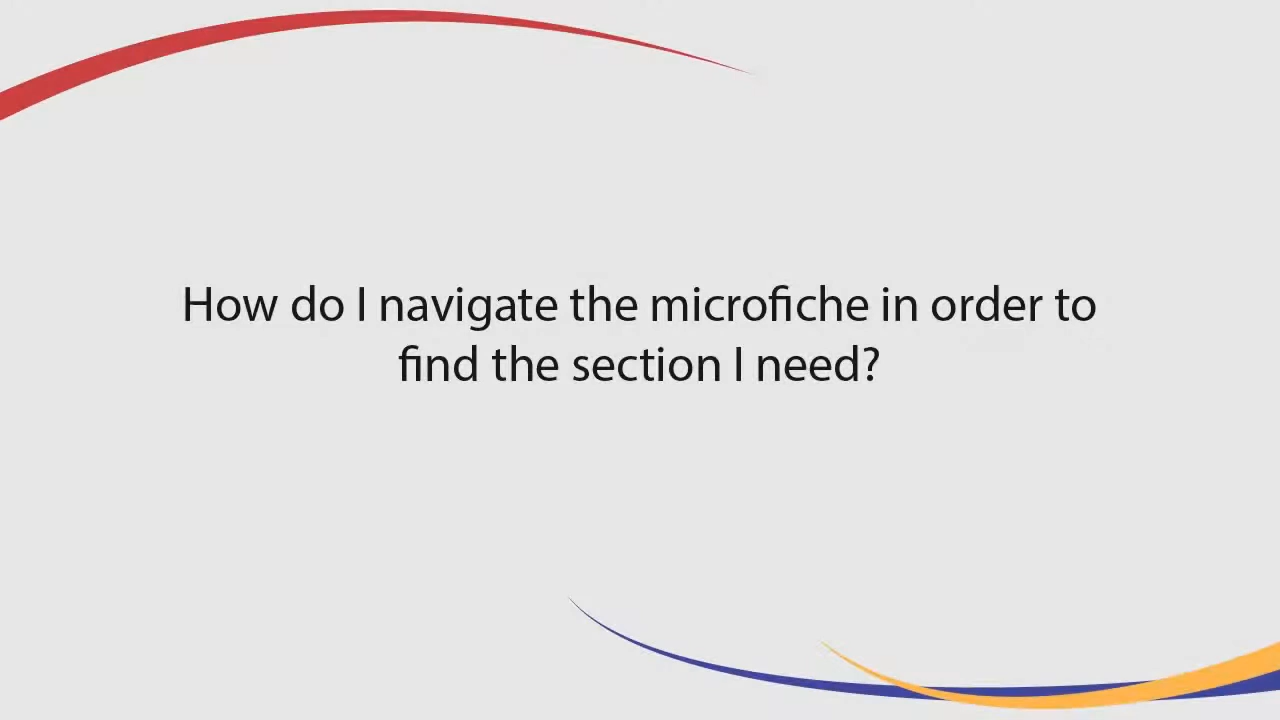 How do I navigate the microfiche in order to
find the section I need?